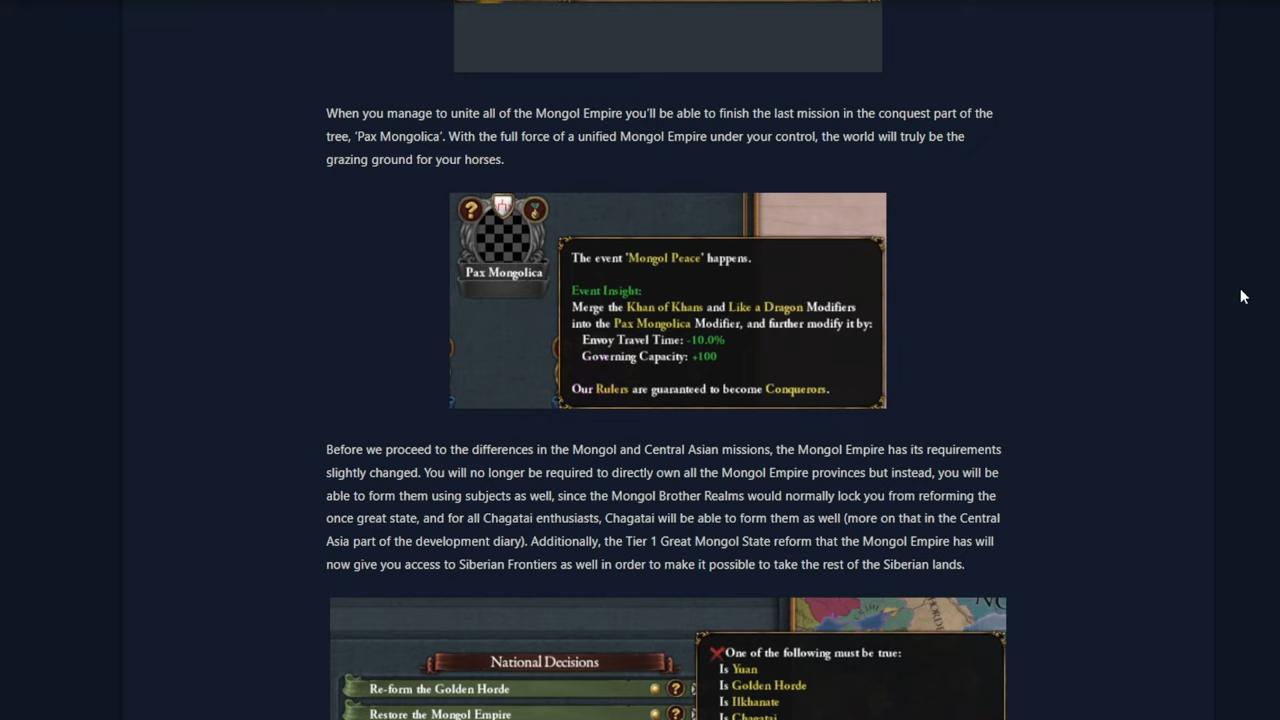 When you manage to unite all of the Mongol Empire you'll be able to finish the last mission in the conquest part of the
tree, 'Pax Mongolica'. With the full force of a unified Mongol Empire under your control, the world will truly be the
grazing ground for your horses.
Pax Mongolica
The event 'Mongol Peace' happens.
Event Insight:
Merge the Khan of Khans and Like a Dragon Modifiers
into the Pax Mongolica Modifier, and further modify it by:
Envoy Travel Time: -10.0%
Governing Capacity: +100
Our Rulers are guaranteed to become Conquerors.
Before we proceed to the differences in the Mongol and Central Asian missions, the Mongol Empire has its requirements
slightly changed. You will no longer be required to directly own all the Mongol Empire provinces but instead, you will be
able to form them using subjects as well, since the Mongol Brother Realms would normally lock you from reforming the
once great state, and for all Chagatai enthusiasts, Chagatai will be able to form them as well (more on that in the Central
Asia part of the development diary). Additionally, the Tier 1 Great Mongol State reform that the Mongol Empire has will
now give you access to Siberian Frontiers as well in order to make it possible to take the rest of the Siberian lands.
National Decisions
Re-form the Golden Horde
Restore the Mongol Empire
One of the following must be true:
Is Yuan
Is Golden Horde
Is Ilkhanate
Is Chagatai